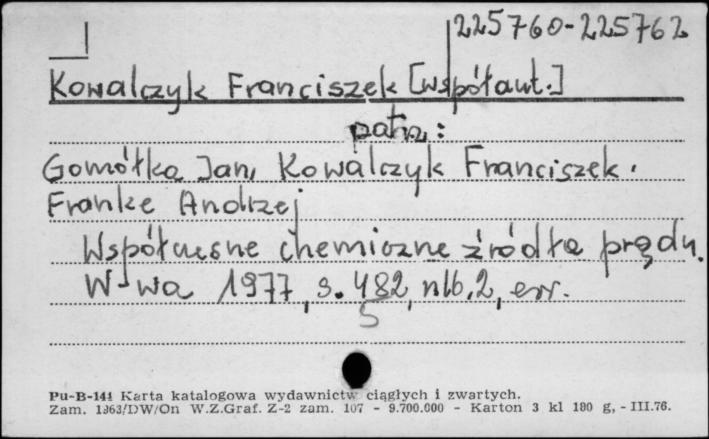 225760-225762
Kowalczyk Franciszek [współaut.]
patrz:
Gomółka Jan, Kowalczyk Franciszek.
Franke Andrzej
Współczesne chemiczne źródła prądu.
W-wa 1977, s. 482, nlb. 2, err.
5
Pu-B-141 Karta katalogowa wydawnictw ciągłych i zwartych.
Zam. 1363/DW/On W.Z.Graf. Z-2 zam. 107 - 9.700.000 - Karton 3 kl 180 g, - III.76.